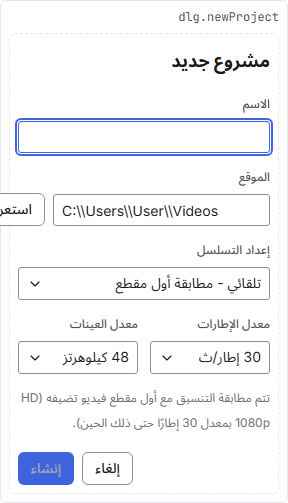 dlg.newProject
مشروع جديد
الاسم
الموقع
C:\\Users\\User\\Videos
إعداد التسلسل
تلقائي - مطابقة أول مقطع
معدل الإطارات
معدل العينات
30 إطار/ث
48 كيلوهرتز
تتم مطابقة التنسيق مع أول مقطع فيديو تضيفه (HD
1080p بمعدل 30 إطارًا حتى ذلك الحين).
إلغاء
إنشاء